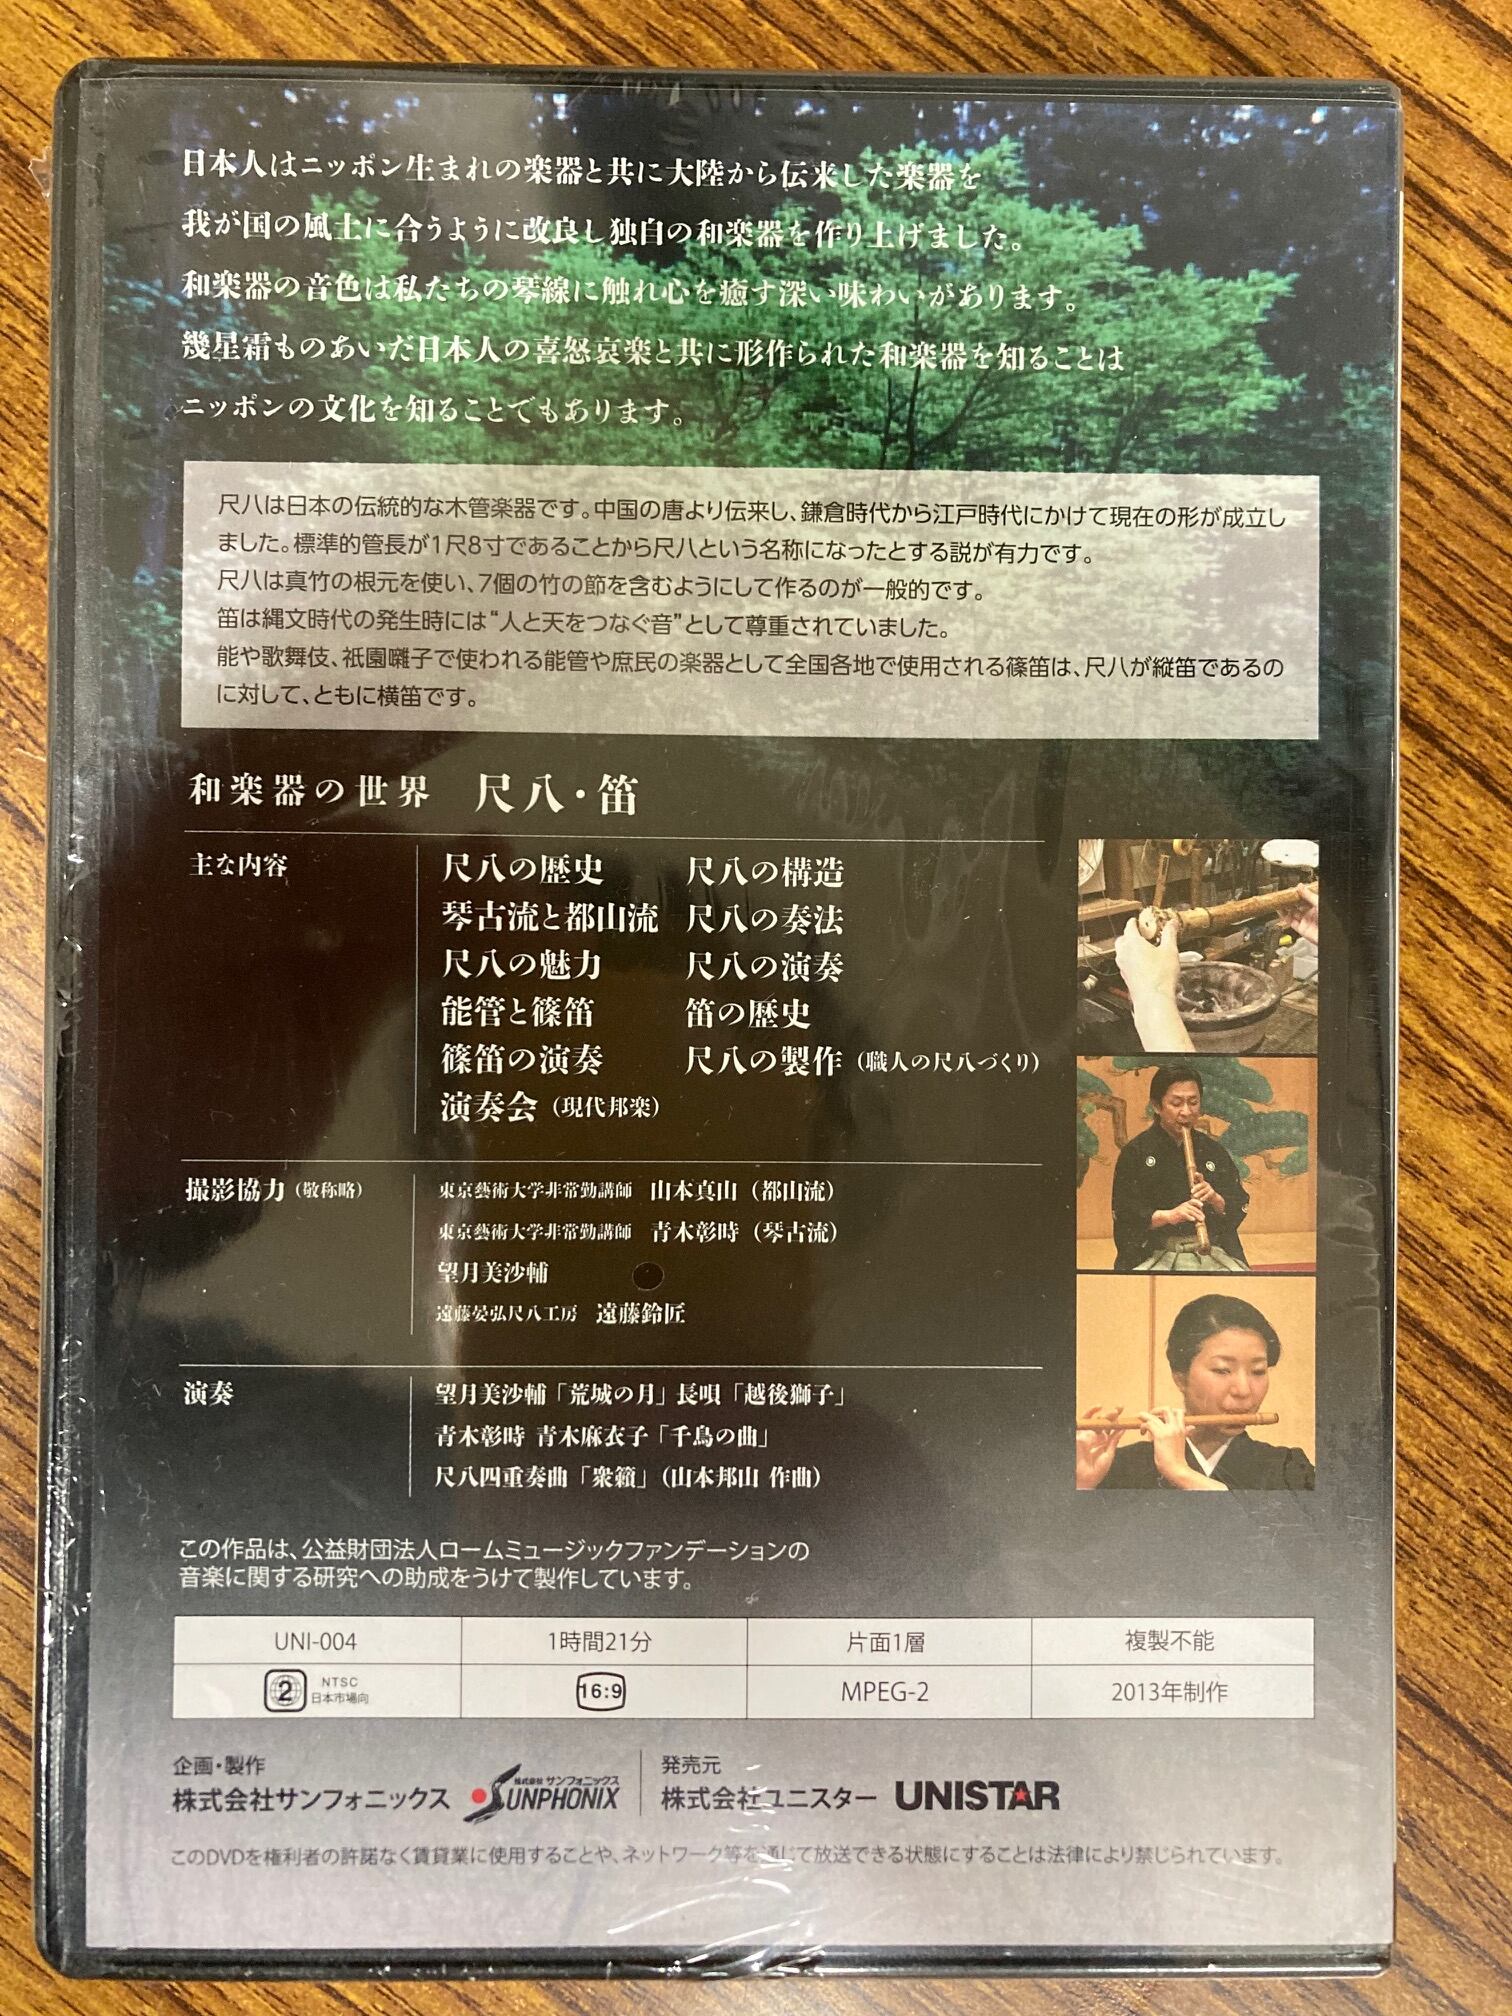 日本人はニッポン生まれの楽器と共に大陸から伝来した楽器を
我が国の風土に合うように改良し独自の和楽器を作り上げました。
和楽器の音色は私たちの琴線に触れ心を癒す深い味わいがあります。
幾星霜ものあいだ日本人の喜怒哀楽と共に形作られた和楽器を知ることは
ニッポンの文化を知ることでもあります。
尺八は日本の伝統的な木管楽器です。中国の唐より伝来し、鎌倉時代から江戸時代にかけて現在の形が成立し
ました。標準的管長が1尺8寸であることから尺八という名称になったとする説が有力です。
尺八は真竹の根元を使い、7個の竹の節を含むようにして作るのが一般的です。
笛は縄文時代の発生時には“人と天をつなぐ音”として尊重されていました。
能や歌舞伎、祇園囃子で使われる能管や庶民の楽器として全国各地で使用される篠笛は、尺八が縦笛であるの
に対して、ともに横笛です。
和楽器の世界 尺八・笛
主な内容
尺八の歴史 尺八の構造
琴古流と都山流 尺八の奏法
尺八の魅力 尺八の演奏
能管と篠笛 笛の歴史
篠笛の演奏 尺八の製作（職人の尺八づくり）
演奏会（現代邦楽）
撮影協力（敬称略）
東京藝術大学非常勤講師 山本真山（都山流）
東京藝術大学非常勤講師 青木彰時（琴古流）
望月美沙輔
遠藤晏弘尺八工房 遠藤鈴匠
演奏
望月美沙輔「荒城の月」長唄「越後獅子」
青木彰時 青木麻衣子「千鳥の曲」
尺八四重奏曲「衆籟」（山本邦山 作曲）
この作品は、公益財団法人ロームミュージックファンデーションの
音楽に関する研究への助成をうけて製作しています。
UNI-004 1時間21分 片面1層 複製不能
2 NTSC 日本市場向 16:9 MPEG-2 2013年制作
企画・製作
株式会社サンフォニックス 株式会社 サンフォニックス SUNPHONIX
発売元
株式会社ユニスター UNISTAR
このDVDを権利者の許諾なく賃貸業に使用することや、ネットワーク等を通じて放送できる状態にすることは法律により禁じられています。